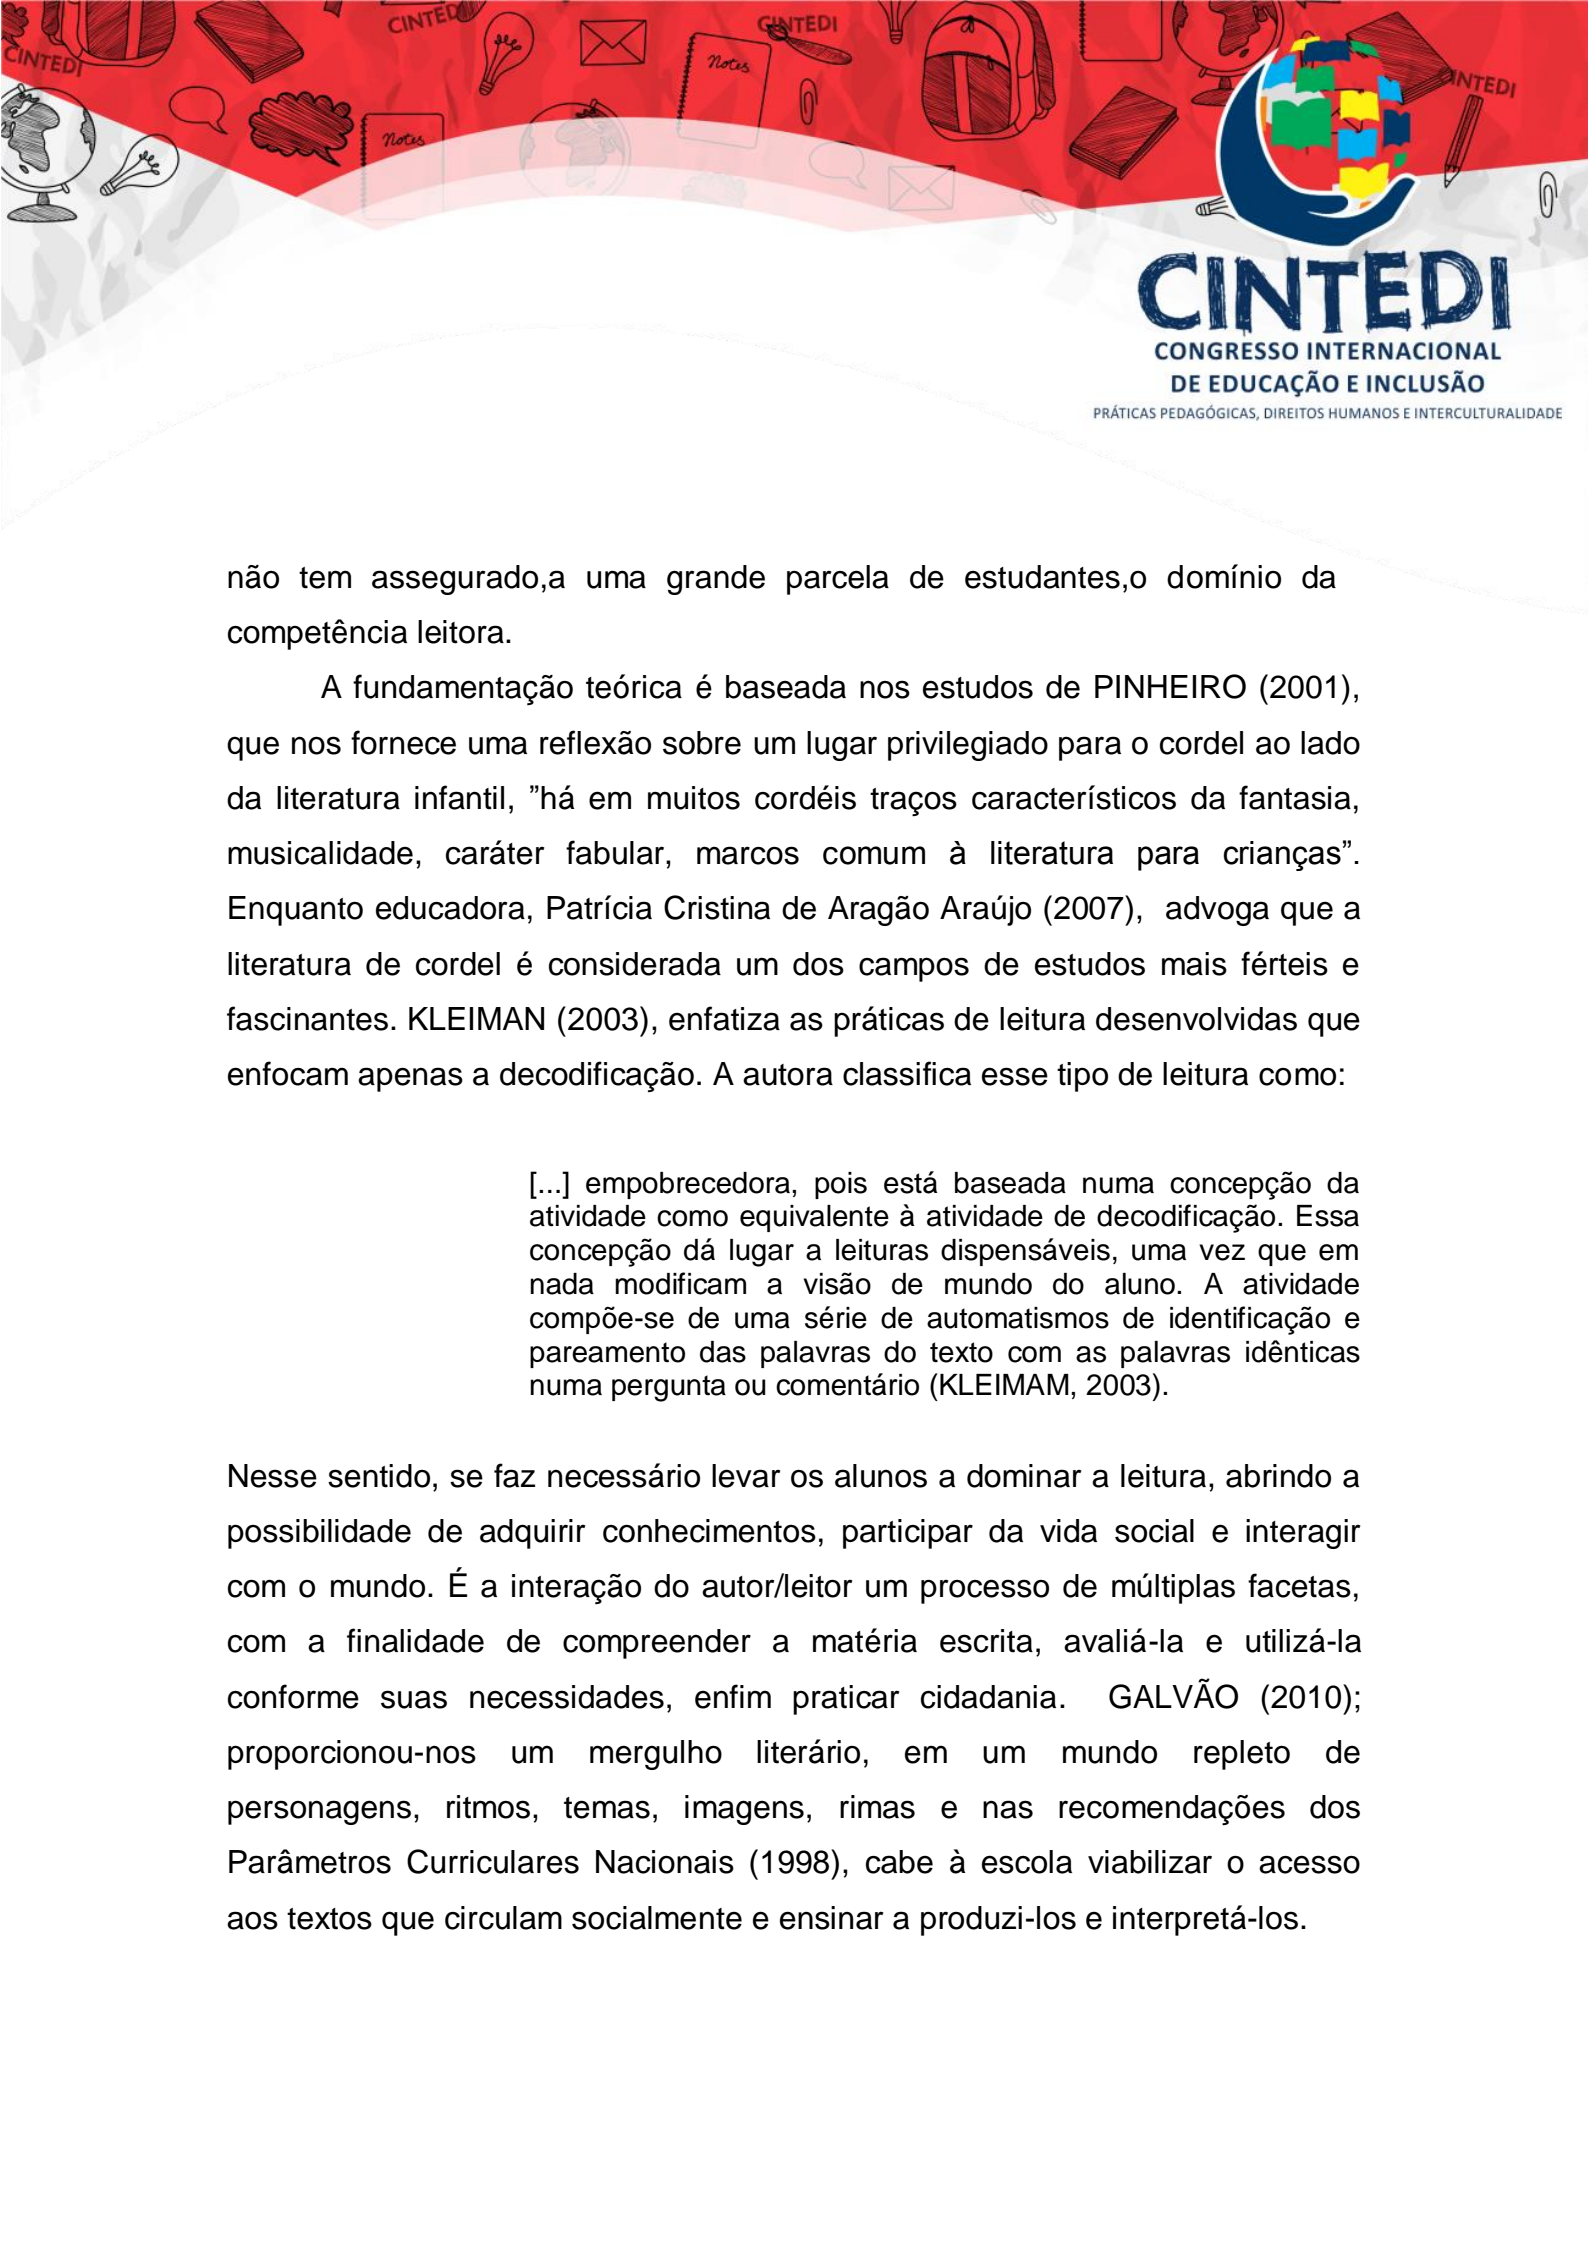 CINTEDI
CINTEDI
CINTEDI
CINTEDI
Notes
Notes
CINTEDI
CONGRESSO INTERNACIONAL
DE EDUCAÇÃO E INCLUSÃO
PRÁTICAS PEDAGÓGICAS, DIREITOS HUMANOS E INTERCULTURALIDADE
não tem assegurado,a uma grande parcela de estudantes,o domínio da
competência leitora.
A fundamentação teórica é baseada nos estudos de PINHEIRO (2001),
que nos fornece uma reflexão sobre um lugar privilegiado para o cordel ao lado
da literatura infantil, ”há em muitos cordéis traços característicos da fantasia,
musicalidade, caráter fabular, marcos comum à literatura para crianças”.
Enquanto educadora, Patrícia Cristina de Aragão Araújo (2007), advoga que a
literatura de cordel é considerada um dos campos de estudos mais férteis e
fascinantes. KLEIMAN (2003), enfatiza as práticas de leitura desenvolvidas que
enfocam apenas a decodificação. A autora classifica esse tipo de leitura como:
[...] empobrecedora, pois está baseada numa concepção da
atividade como equivalente à atividade de decodificação. Essa
concepção dá lugar a leituras dispensáveis, uma vez que em
nada modificam a visão de mundo do aluno. A atividade
compõe-se de uma série de automatismos de identificação e
pareamento das palavras do texto com as palavras idênticas
numa pergunta ou comentário (KLEIMAM, 2003).
Nesse sentido, se faz necessário levar os alunos a dominar a leitura, abrindo a
possibilidade de adquirir conhecimentos, participar da vida social e interagir
com o mundo. É a interação do autor/leitor um processo de múltiplas facetas,
com a finalidade de compreender a matéria escrita, avaliá-la e utilizá-la
conforme suas necessidades, enfim praticar cidadania. GALVÃO (2010);
proporcionou-nos um mergulho literário, em um mundo repleto de
personagens, ritmos, temas, imagens, rimas e nas recomendações dos
Parâmetros Curriculares Nacionais (1998), cabe à escola viabilizar o acesso
aos textos que circulam socialmente e ensinar a produzi-los e interpretá-los.